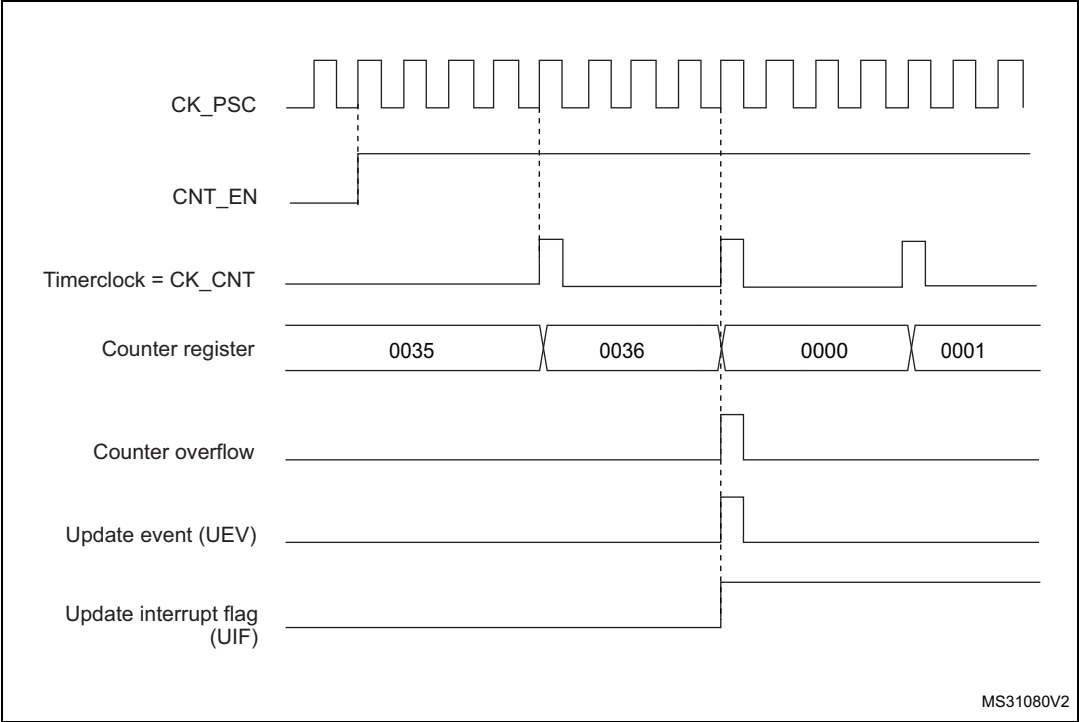 CK_PSC
CNT_EN
Timerclock = CK_CNT
Counter register
0035
0036
0000
0001
Counter overflow
Update event (UEV)
Update interrupt flag
(UIF)
MS31080V2